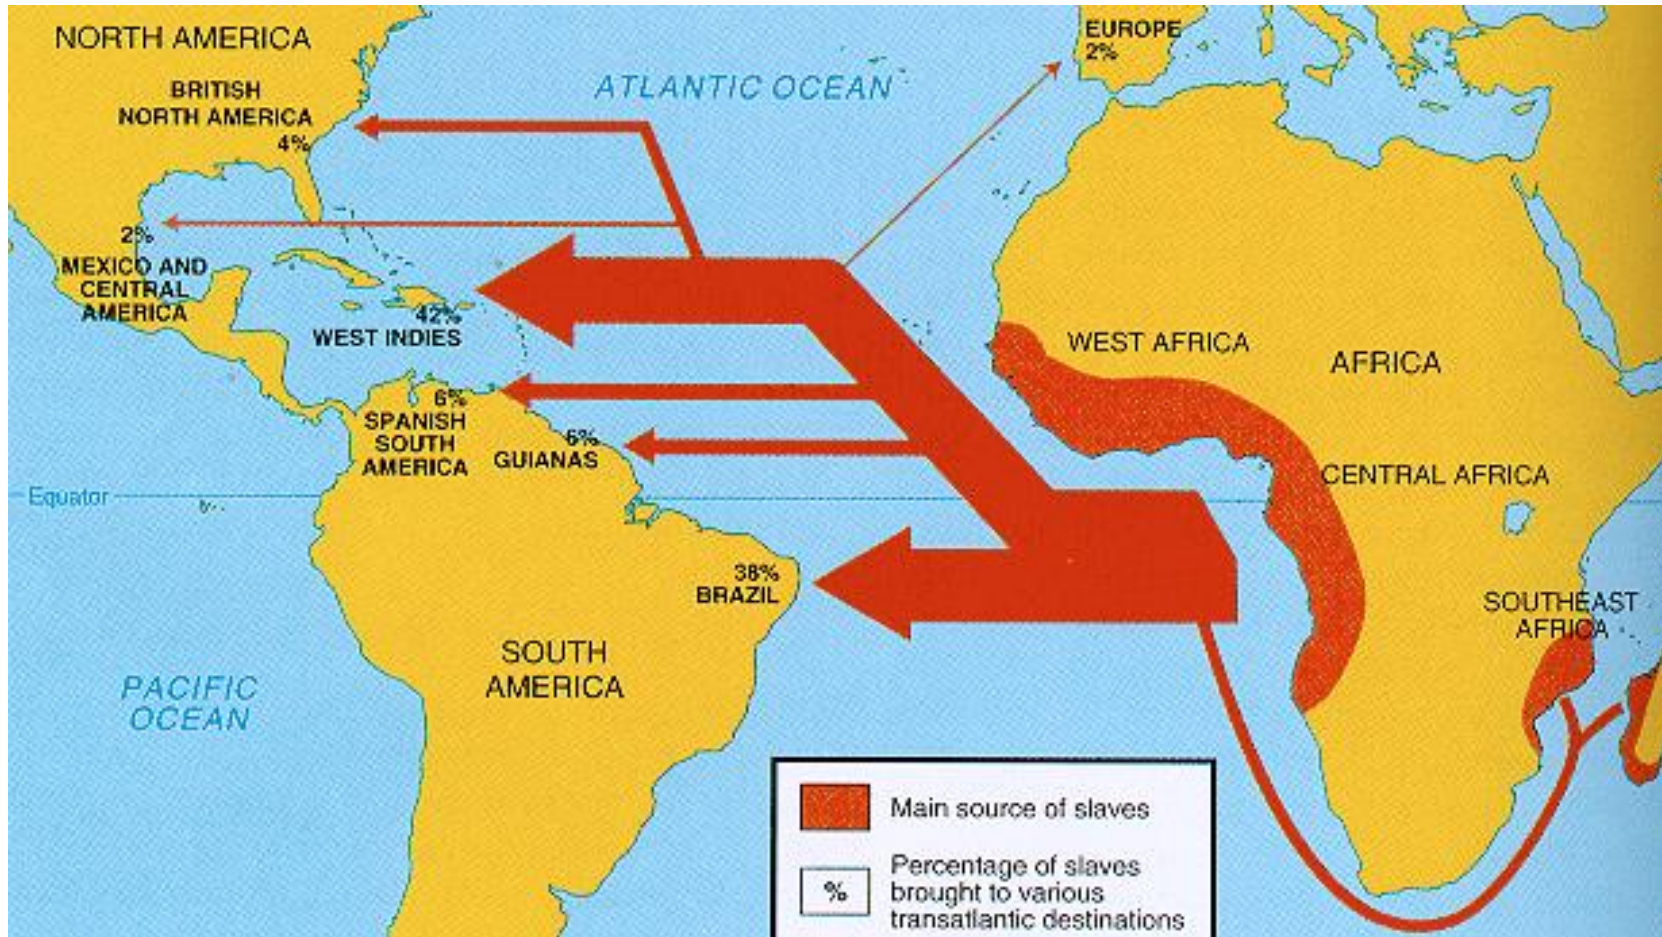 NORTH AMERICA
BRITISH
NORTH AMERICA
4%
ATLANTIC OCEAN
EUROPE
2%
2%
MEXICO AND
CENTRAL
AMERICA
42%
WEST INDIES
6%
SPANISH
SOUTH
AMERICA
6%
GUIANAS
WEST AFRICA
AFRICA
CENTRAL AFRICA
Equator
38%
BRAZIL
SOUTHEAST
AFRICA
SOUTH
AMERICA
PACIFIC
OCEAN
Main source of slaves
%
Percentage of slaves
brought to various
transatlantic destinations